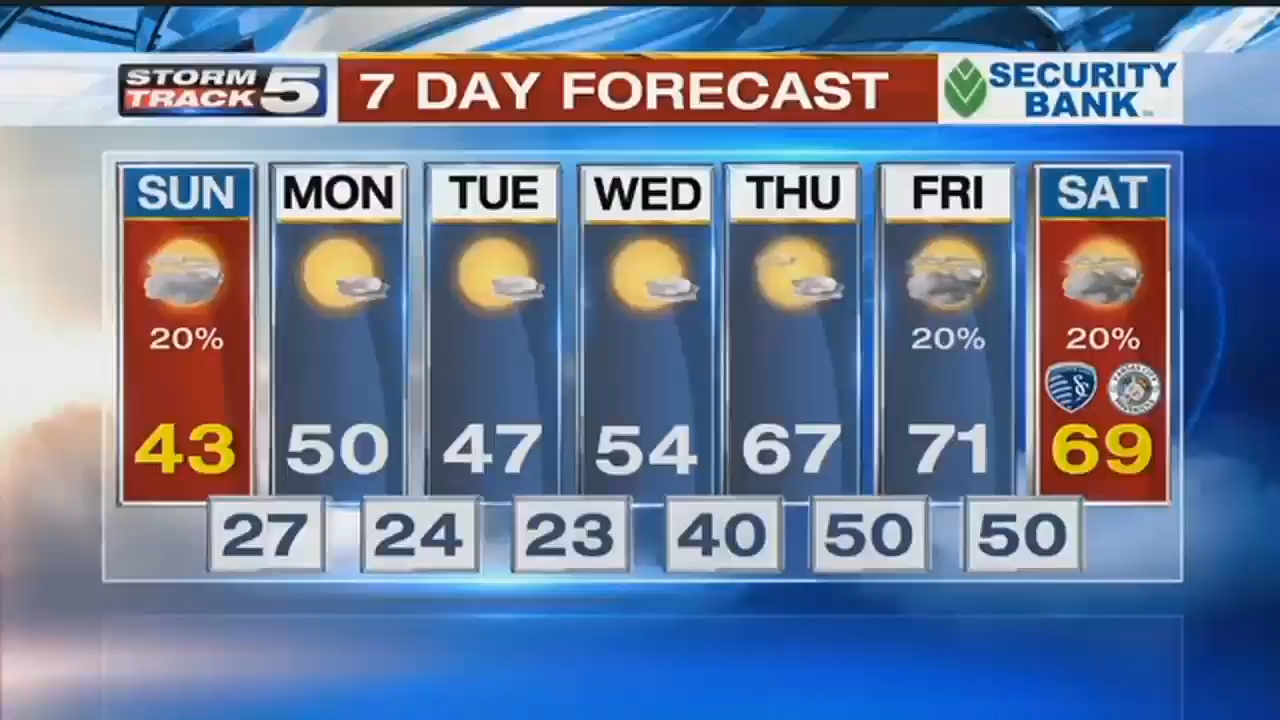 STORM
TRACK 5
7 DAY FORECAST
SECURITY
BANK
SUN MON TUE WED THU FRI SAT
20% 20% 20%
43 50 47 54 67 71 69
27 24 23 40 50 50